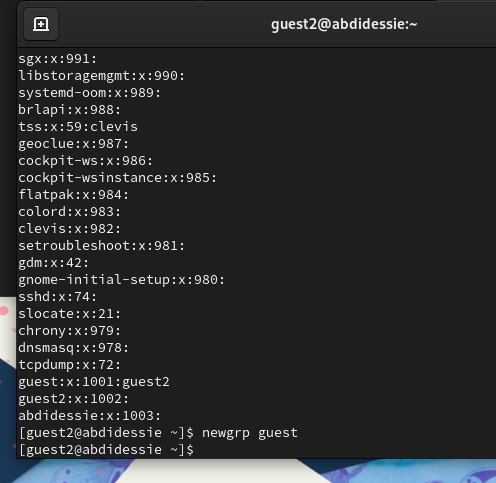 guest2@abdidessie:~
sgx:x:991:
libstoragemgmt:x:990:
systemd-oom:x:989:
brlapi:x:988:
tss:x:59:clevis
geoclue:x:987:
cockpit-ws:x:986:
cockpit-wsinstance:x:985:
flatpak:x:984:
colord:x:983:
clevis:x:982:
setroubleshoot:x:981:
gdm:x:42:
gnome-initial-setup:x:980:
sshd:x:74:
slocate:x:21:
chrony:x:979:
dnsmasq:x:978:
tcpdump:x:72:
guest:x:1001:guest2
guest2:x:1002:
abdidessie:x:1003:
[guest2@abdidessie ~]$ newgrp guest
[guest2@abdidessie ~]$